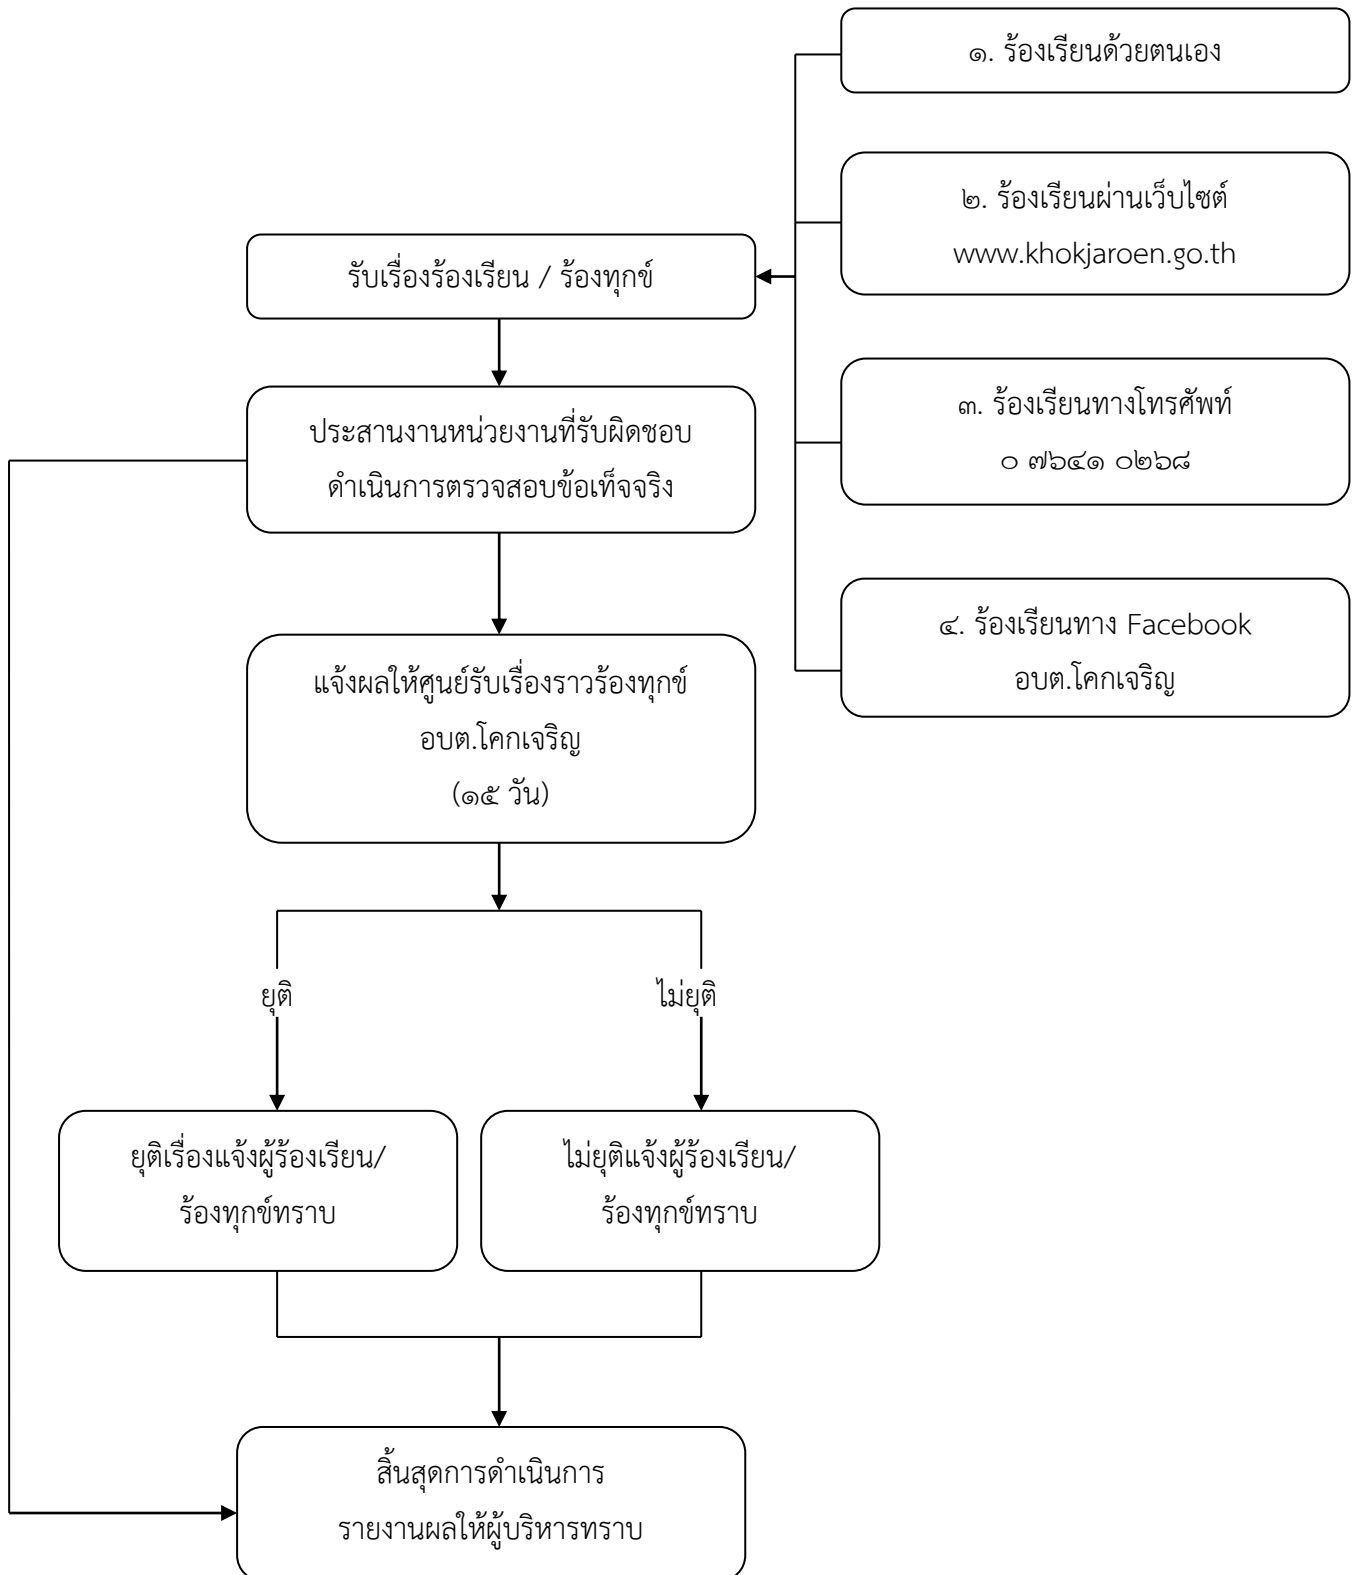 ๑. ร้องเรียนด้วยตนเอง
๒. ร้องเรียนผ่านเว็บไซต์
www.khokjaroen.go.th
รับเรื่องร้องเรียน / ร้องทุกข์
๓. ร้องเรียนทางโทรศัพท์
๐ ๗๖๔๑ ๐๒๖๘
ประสานงานหน่วยงานที่รับผิดชอบ
ดำเนินการตรวจสอบข้อเท็จจริง
๔. ร้องเรียนทาง Facebook
อบต.โคกเจริญ
แจ้งผลให้ศูนย์รับเรื่องราวร้องทุกข์
อบต.โคกเจริญ
(๑๕ วัน)
ยุติ
ไม่ยุติ
ยุติเรื่องแจ้งผู้ร้องเรียน/
ร้องทุกข์ทราบ
ไม่ยุติแจ้งผู้ร้องเรียน/
ร้องทุกข์ทราบ
สิ้นสุดการดำเนินการ
รายงานผลให้ผู้บริหารทราบ